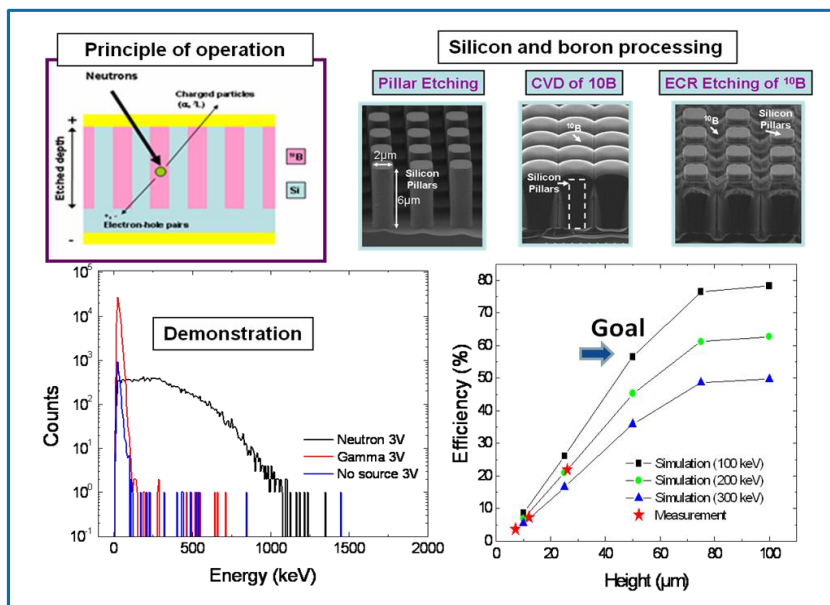 Principle of operation
Neutrons
Charged particles
(α, ⁷L)
+
Etched depth
-
Electron-hole pairs
¹⁰B
Si
Silicon and boron processing
Pillar Etching
CVD of 10B
ECR Etching of ¹⁰B
2μm
Silicon
Pillars
6μm
¹⁰B
Silicon
Pillars
¹⁰B
Silicon
Pillars
Demonstration
Counts
10⁵
10⁴
10³
10²
10¹
10⁰
10⁻¹
Neutron 3V
Gamma 3V
No source 3V
0
500
1000
1500
2000
Energy (keV)
Goal
Efficiency (%)
80
70
60
50
40
30
20
10
0
Simulation (100 keV)
Simulation (200 keV)
Simulation (300 keV)
Measurement
0
20
40
60
80
100
Height (μm)